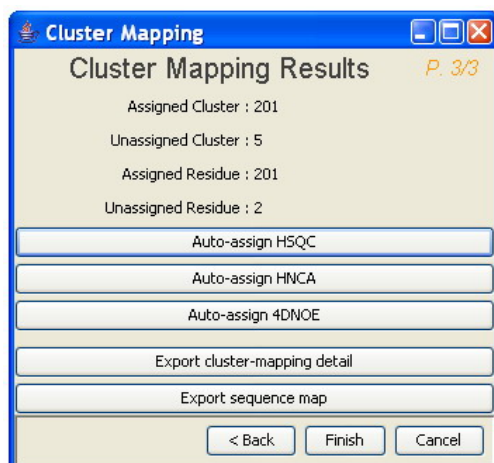 Cluster Mapping
Cluster Mapping Results P. 3/3
Assigned Cluster : 201
Unassigned Cluster : 5
Assigned Residue : 201
Unassigned Residue : 2
Auto-assign HSQC
Auto-assign HNCA
Auto-assign 4DNOE
Export cluster-mapping detail
Export sequence map
< Back Finish Cancel